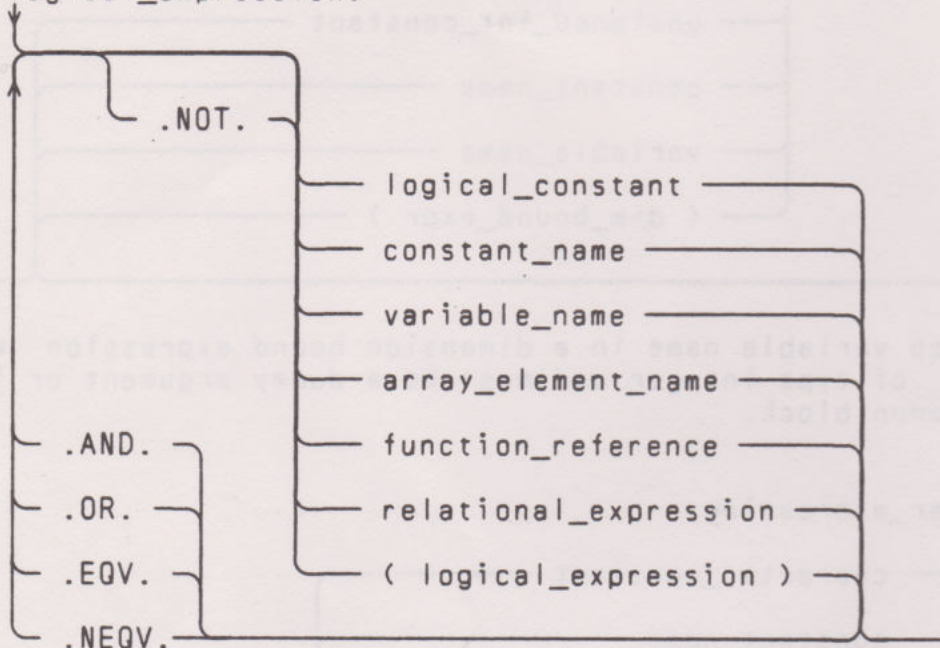 .NOT.
logical_constant
constant_name
variable_name
array_element_name
.AND.
function_reference
.OR.
relational_expression
.EQV.
( logical_expression )
.NEQV.